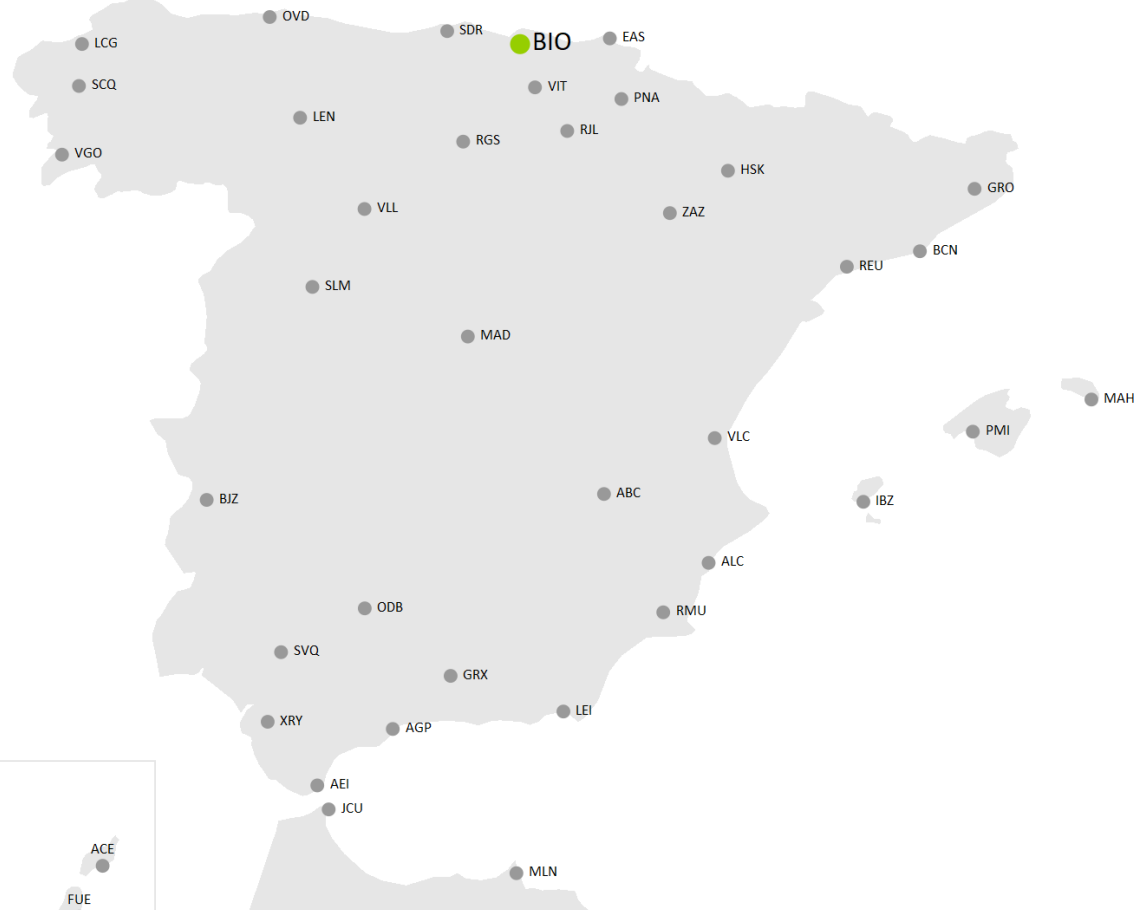 OVD
SDR
EAS
BIO
LCG
SCQ
VIT
PNA
LEN
RJL
RGS
VGO
HSK
GRO
VLL
ZAZ
BCN
REU
SLM
MAD
MAH
PMI
VLC
ABC
BJZ
IBZ
ALC
ODB
RMU
SVQ
GRX
LEI
XRY
AGP
AEI
JCU
ACE
MLN
FUE